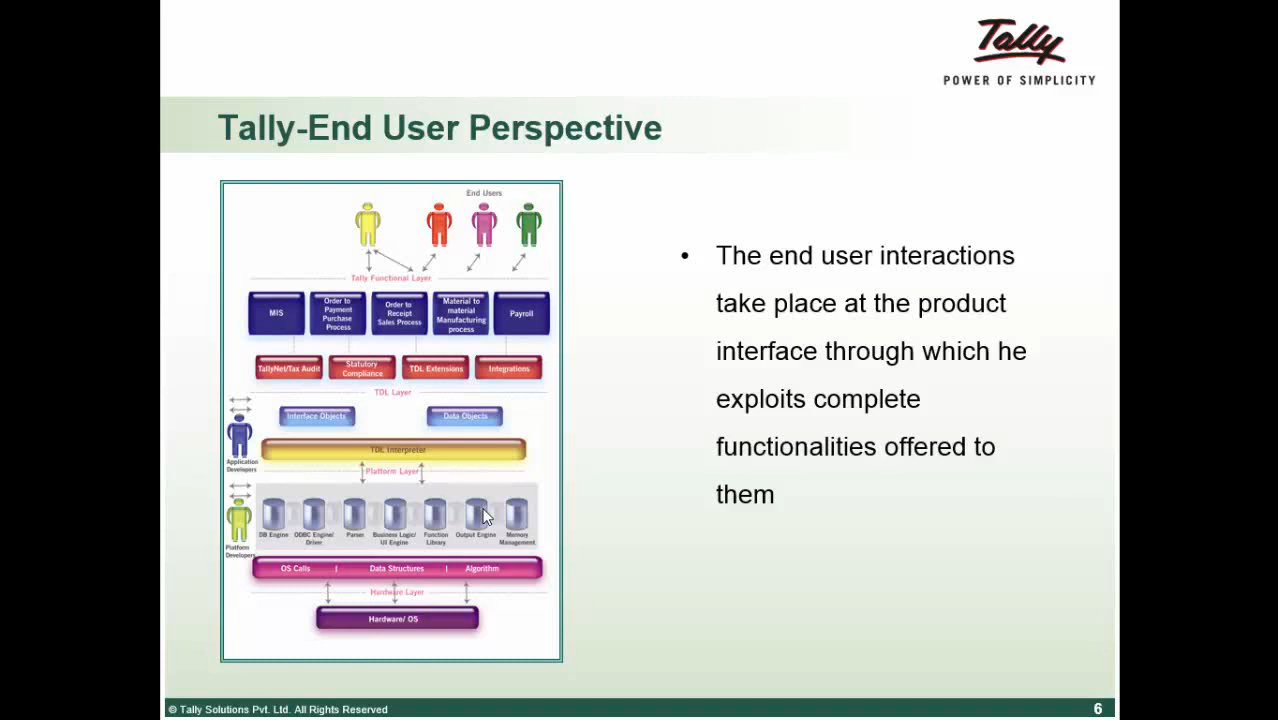 Tally
POWER OF SIMPLICITY
Tally-End User Perspective
End Users
Tally Functional Layer
MIS
Order to
Payment
Purchase
Process
Order to
Receipt
Sales Process
Material to
material
Manufacturing
process
Payroll
TallyNet/Tax Audit
Statutory
Compliance
TDL Extensions
Integrations
TDL Layer
Interface Objects
Data Objects
Application
Developers
TDL Interpreter
Platform Layer
Platform
Developers
DB Engine
ODBC Engine/
Driver
Parser
Business Logic/
UI Engine
Function
Library
Output Engine
Memory
Management
OS Calls | Data Structures | Algorithm
Hardware Layer
Hardware/ OS
• The end user interactions
take place at the product
interface through which he
exploits complete
functionalities offered to
them
© Tally Solutions Pvt. Ltd. All Rights Reserved
6